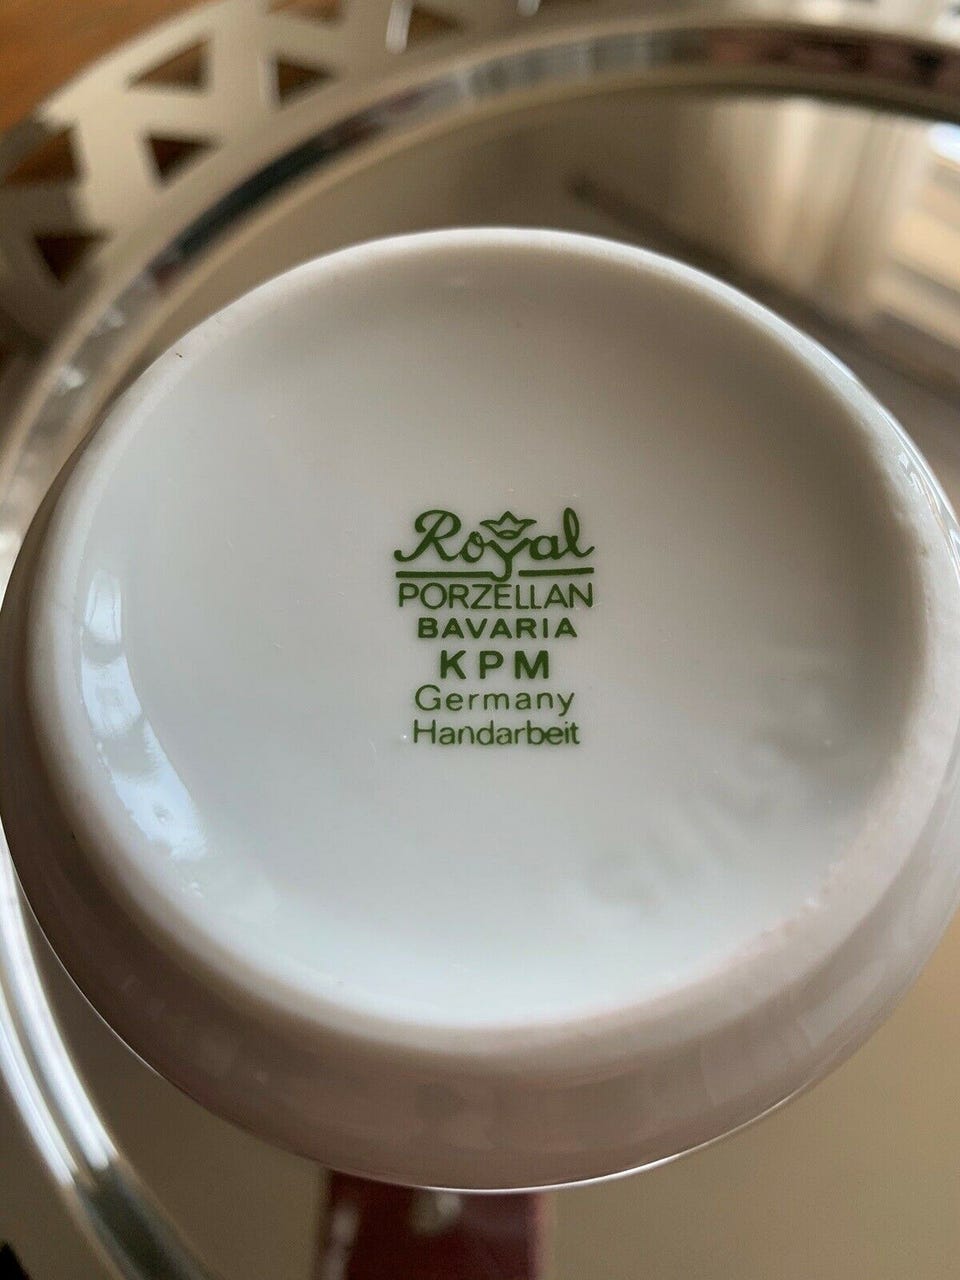 Royal
PORZELLAN
BAVARIA
KPM
Germany
Handarbeit